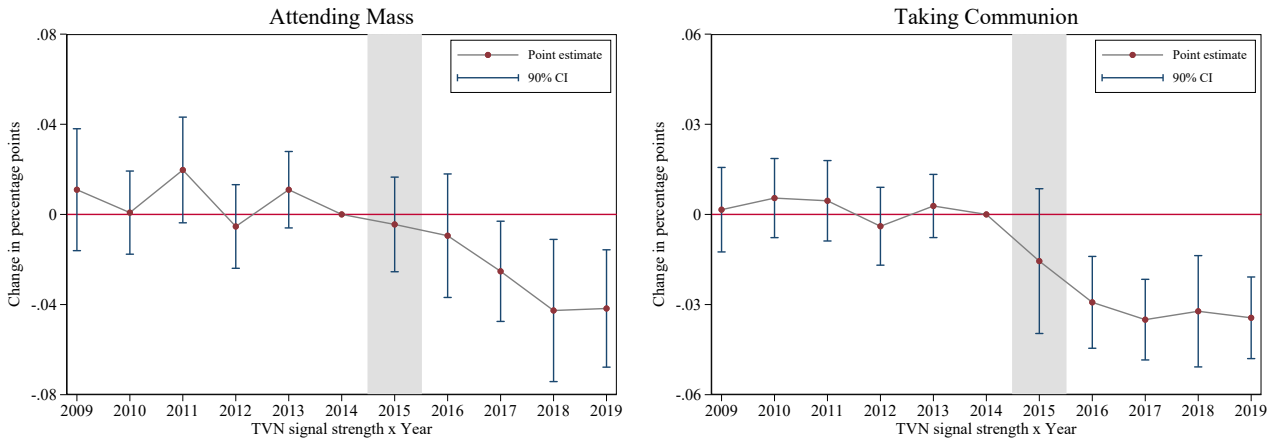 Attending Mass
Change in percentage points
.08
.04
0
-.04
-.08
Point estimate
90% CI
2009 2010 2011 2012 2013 2014 2015 2016 2017 2018 2019
TVN signal strength x Year
Taking Communion
Change in percentage points
.06
.03
0
-.03
-.06
Point estimate
90% CI
2009 2010 2011 2012 2013 2014 2015 2016 2017 2018 2019
TVN signal strength x Year